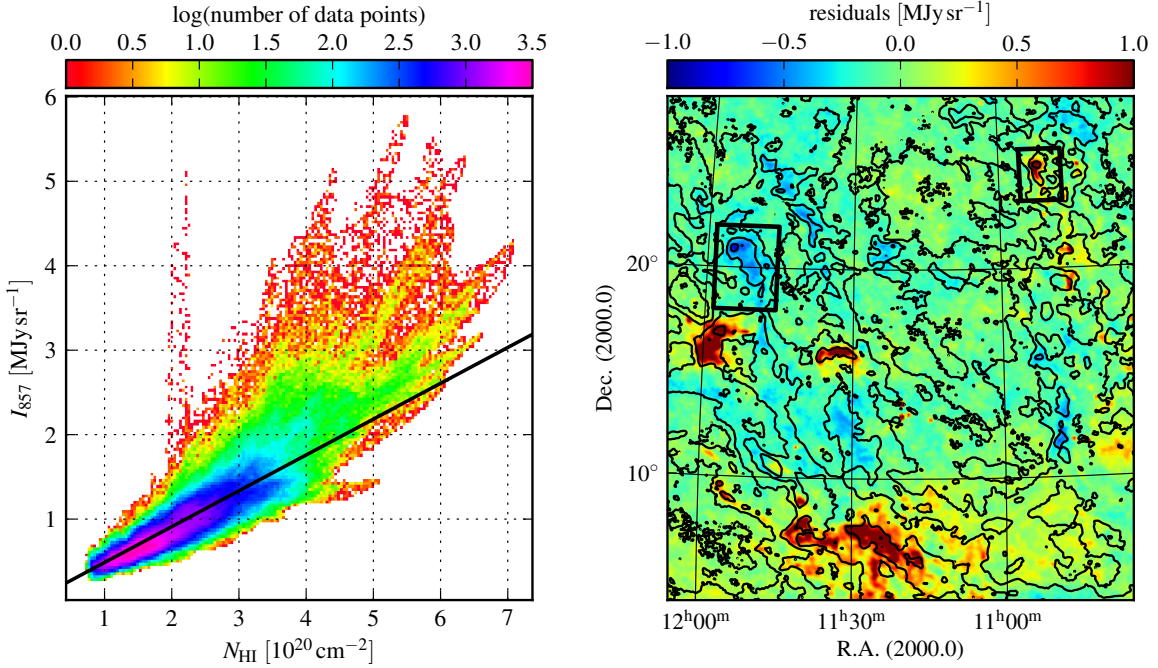 log(number of data points)
0.0 0.5 1.0 1.5 2.0 2.5 3.0 3.5
6
5
4
3
2
1
I₈₅₇ [MJy sr⁻¹]
1 2 3 4 5 6 7
N_HI [10²⁰ cm⁻²]
residuals [MJy sr⁻¹]
−1.0 −0.5 0.0 0.5 1.0
20°
10°
Dec. (2000.0)
12ʰ00ᵐ 11ʰ30ᵐ 11ʰ00ᵐ
R.A. (2000.0)